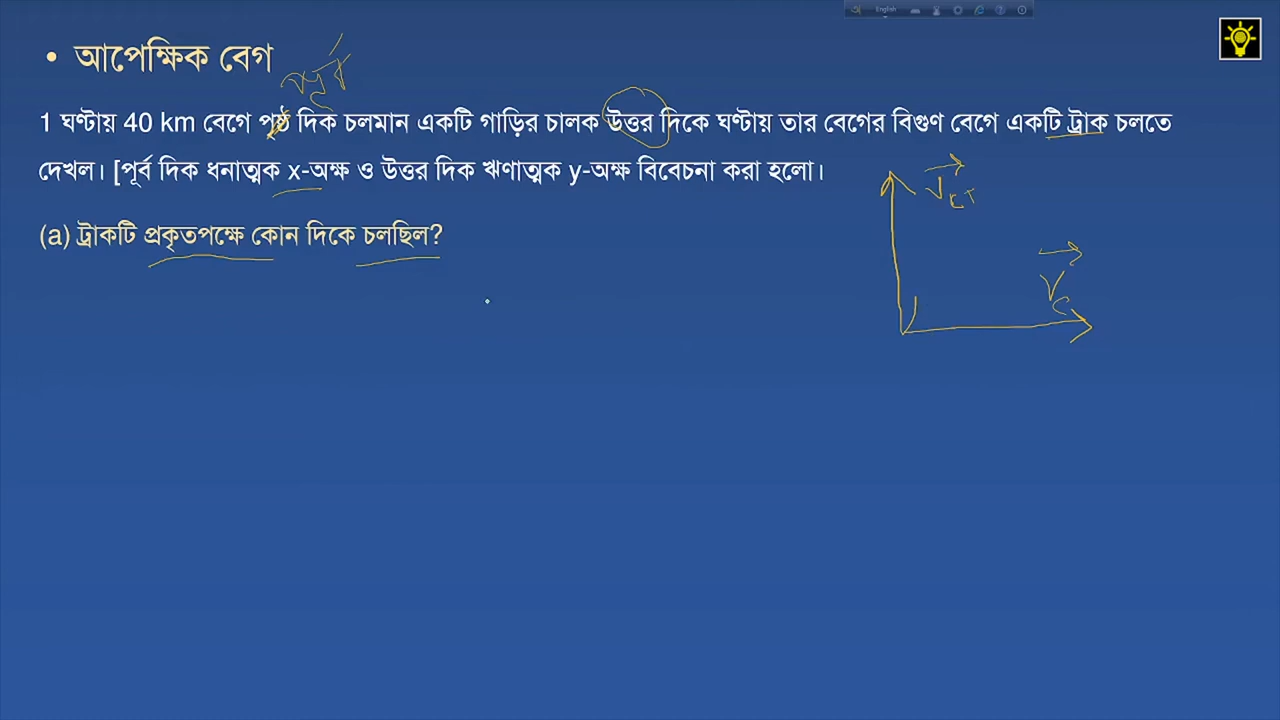 English
• আপেক্ষিক বেগ
পূর্ব
1 ঘণ্টায় 40 km বেগে পৃষ্ঠ দিক চলমান একটি গাড়ির চালক উত্তর দিকে ঘণ্টায় তার বেগের বিগুণ বেগে একটি ট্রাক চলতে
দেখল। [পূর্ব দিক ধনাত্মক x-অক্ষ ও উত্তর দিক ঋণাত্মক y-অক্ষ বিবেচনা করা হলো।
V
(a) ট্রাকটি প্রকৃতপক্ষে কোন দিকে চলছিল?
V c